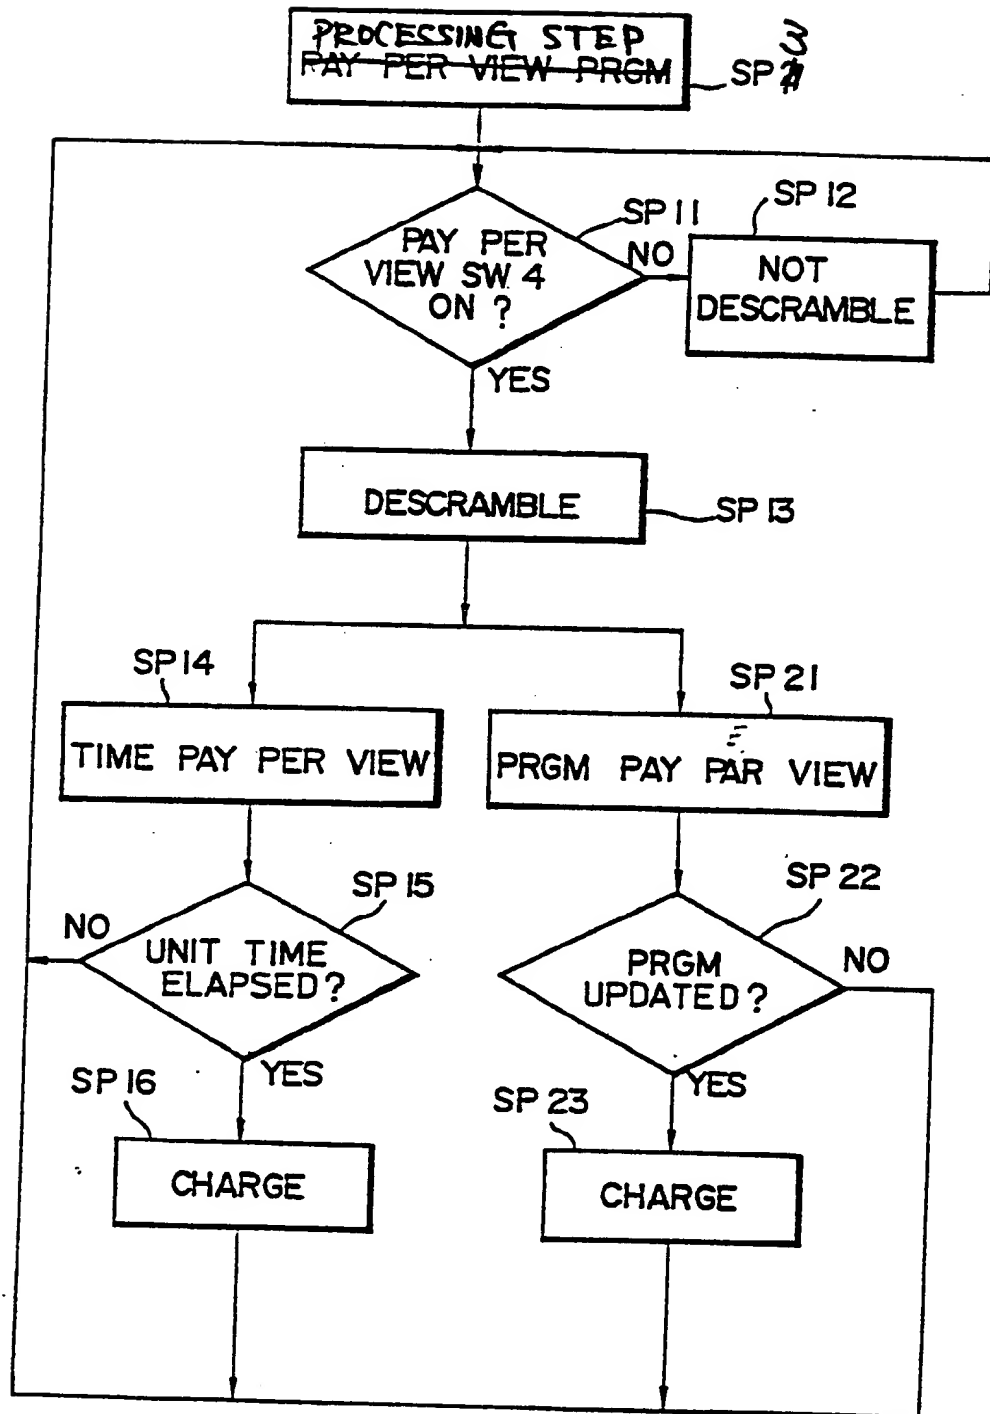 PROCESSING STEP
PAY PER VIEW PRGM
SP 3
SP 11
SP 12
PAY PER
VIEW SW. 4
ON ?
NO
NOT
DESCRAMBLE
YES
DESCRAMBLE
SP 13
SP 14
SP 21
TIME PAY PER VIEW
PRGM PAY PAR VIEW
E
SP 15
SP 22
NO
UNIT TIME
ELAPSED?
PRGM
UPDATED?
NO
YES
YES
SP 16
SP 23
CHARGE
CHARGE